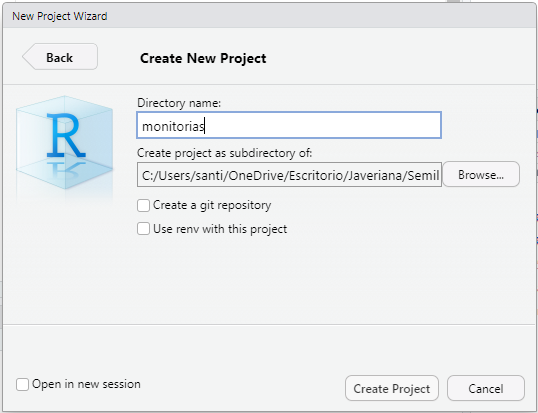 New Project Wizard
Back
Create New Project
R
Directory name:
monitorias
Create project as subdirectory of:
C:/Users/santi/OneDrive/Escritorio/Javeriana/Semil
Browse...
Create a git repository
Use renv with this project
Open in new session
Create Project
Cancel